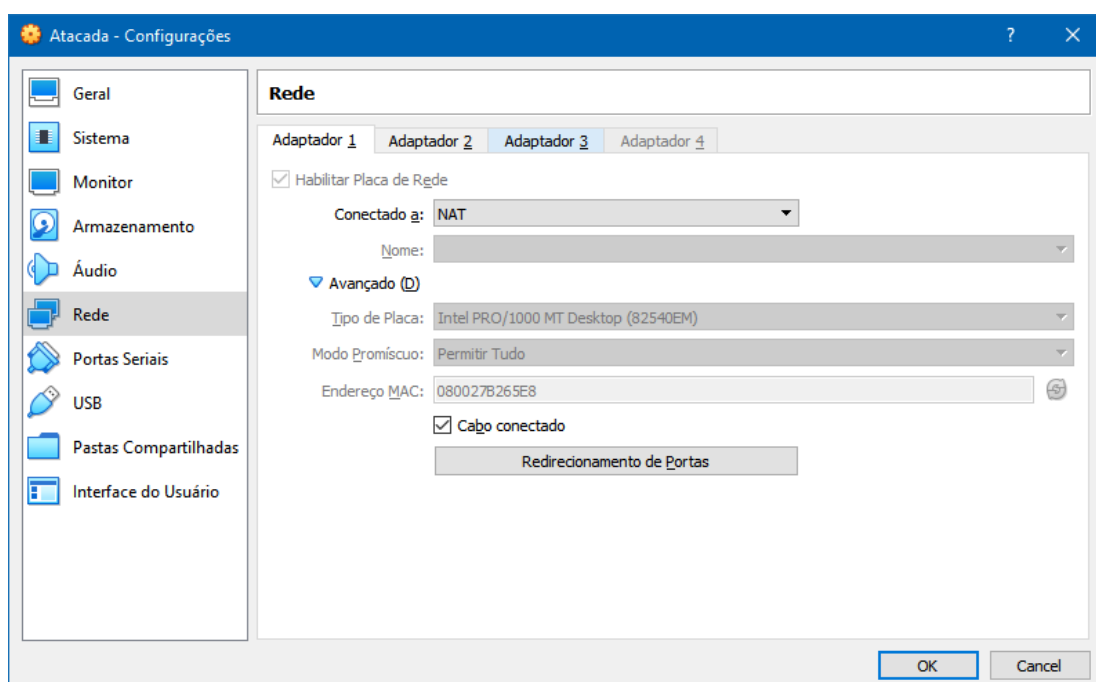 Atacada - Configurações ? ×
Geral
Sistema
Monitor
Armazenamento
Áudio
Rede
Portas Seriais
USB
Pastas Compartilhadas
Interface do Usuário
Rede
Adaptador 1 Adaptador 2 Adaptador 3 Adaptador 4
Habilitar Placa de Rede
Conectado a: NAT
Nome:
Avançado (D)
Tipo de Placa: Intel PRO/1000 MT Desktop (82540EM)
Modo Promíscuo: Permitir Tudo
Endereço MAC: 080027B265E8
Cabo conectado
Redirecionamento de Portas
OK Cancel